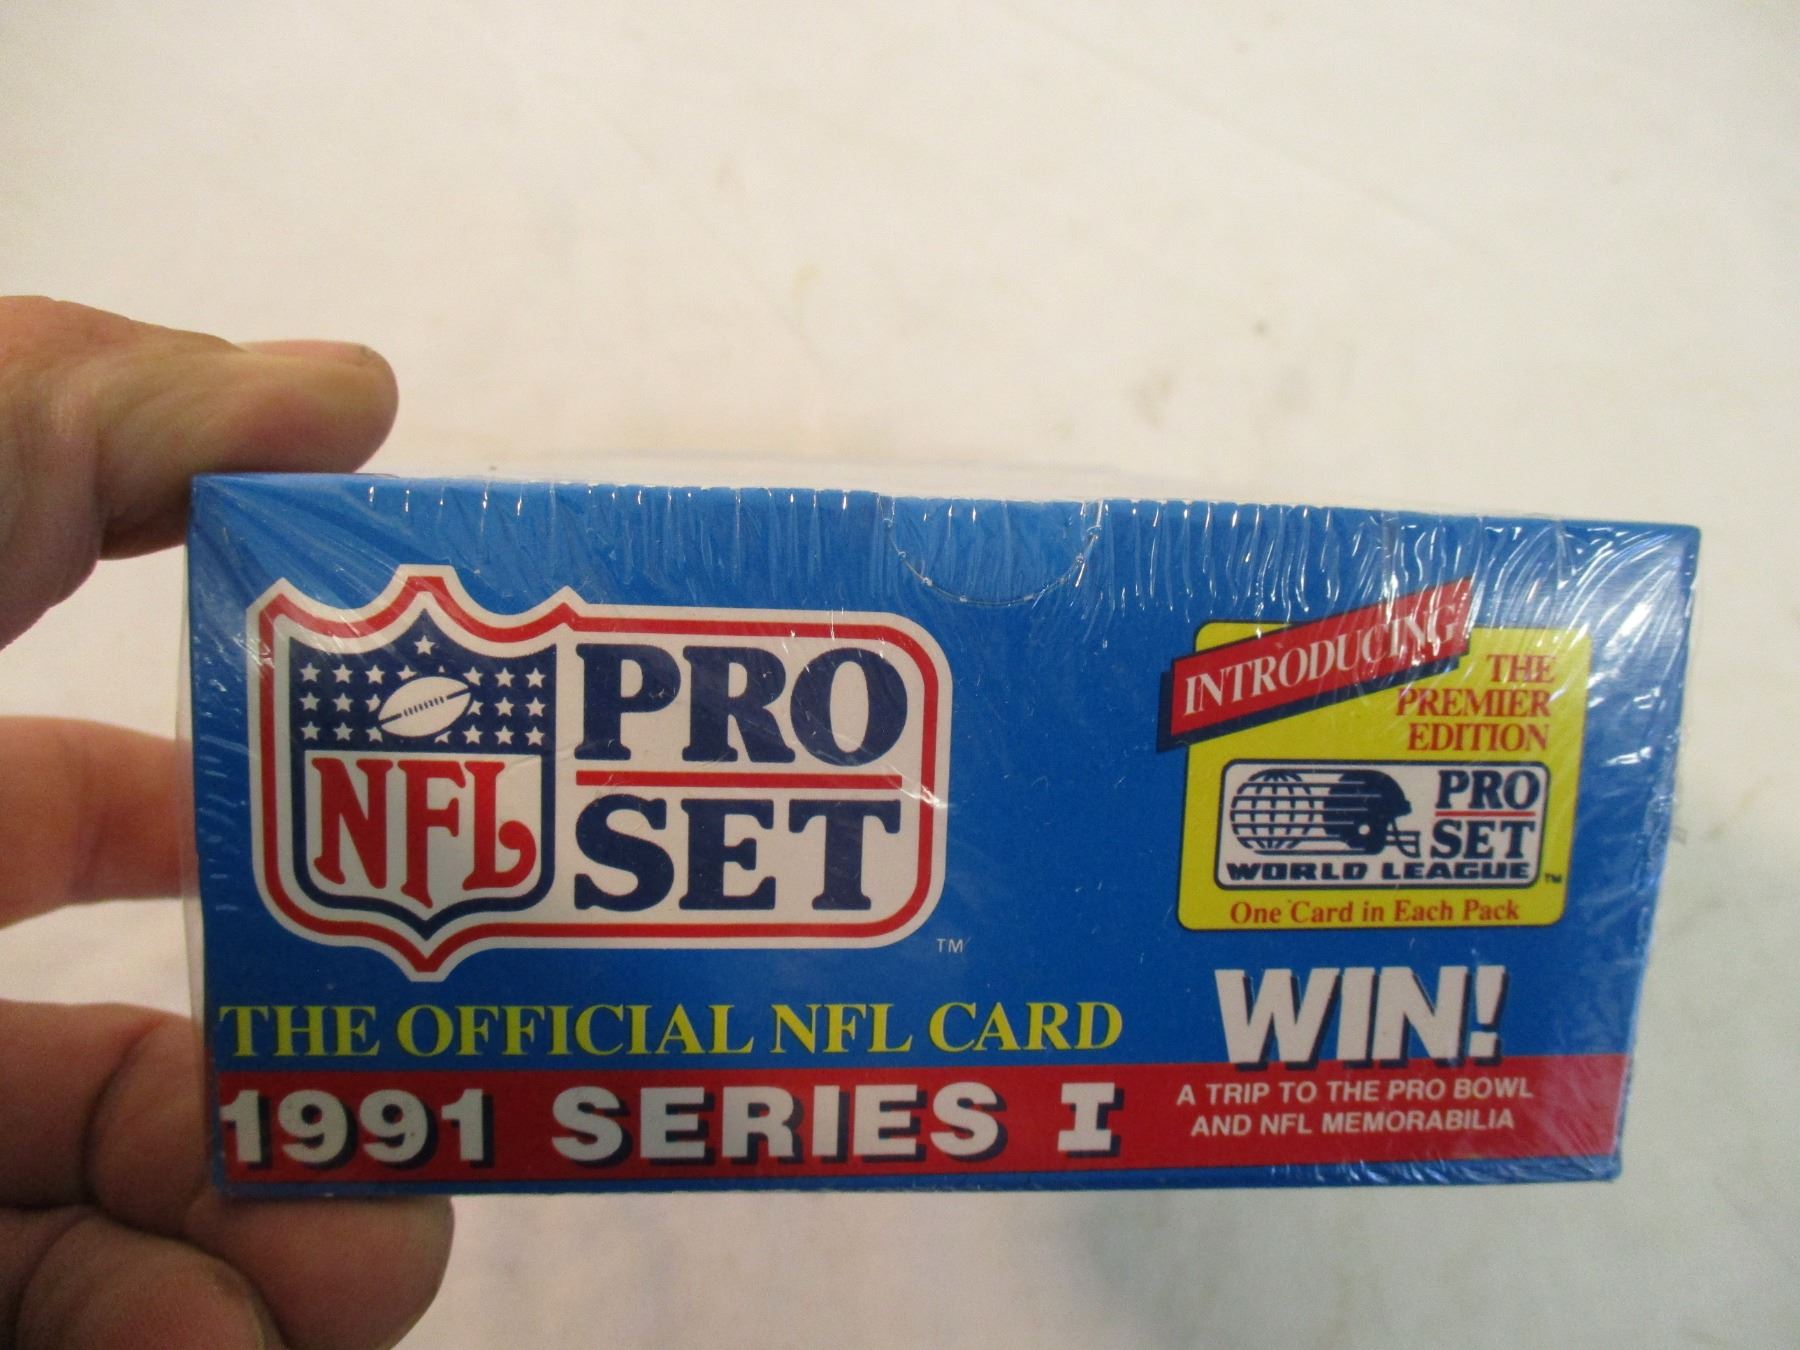 NFL
PRO
SET
TM
THE OFFICIAL NFL CARD
1991 SERIES I
INTRODUCING
THE
PREMIER
EDITION
PRO
SET
WORLD LEAGUE
TM
One Card in Each Pack
WIN!
A TRIP TO THE PRO BOWL
AND NFL MEMORABILIA